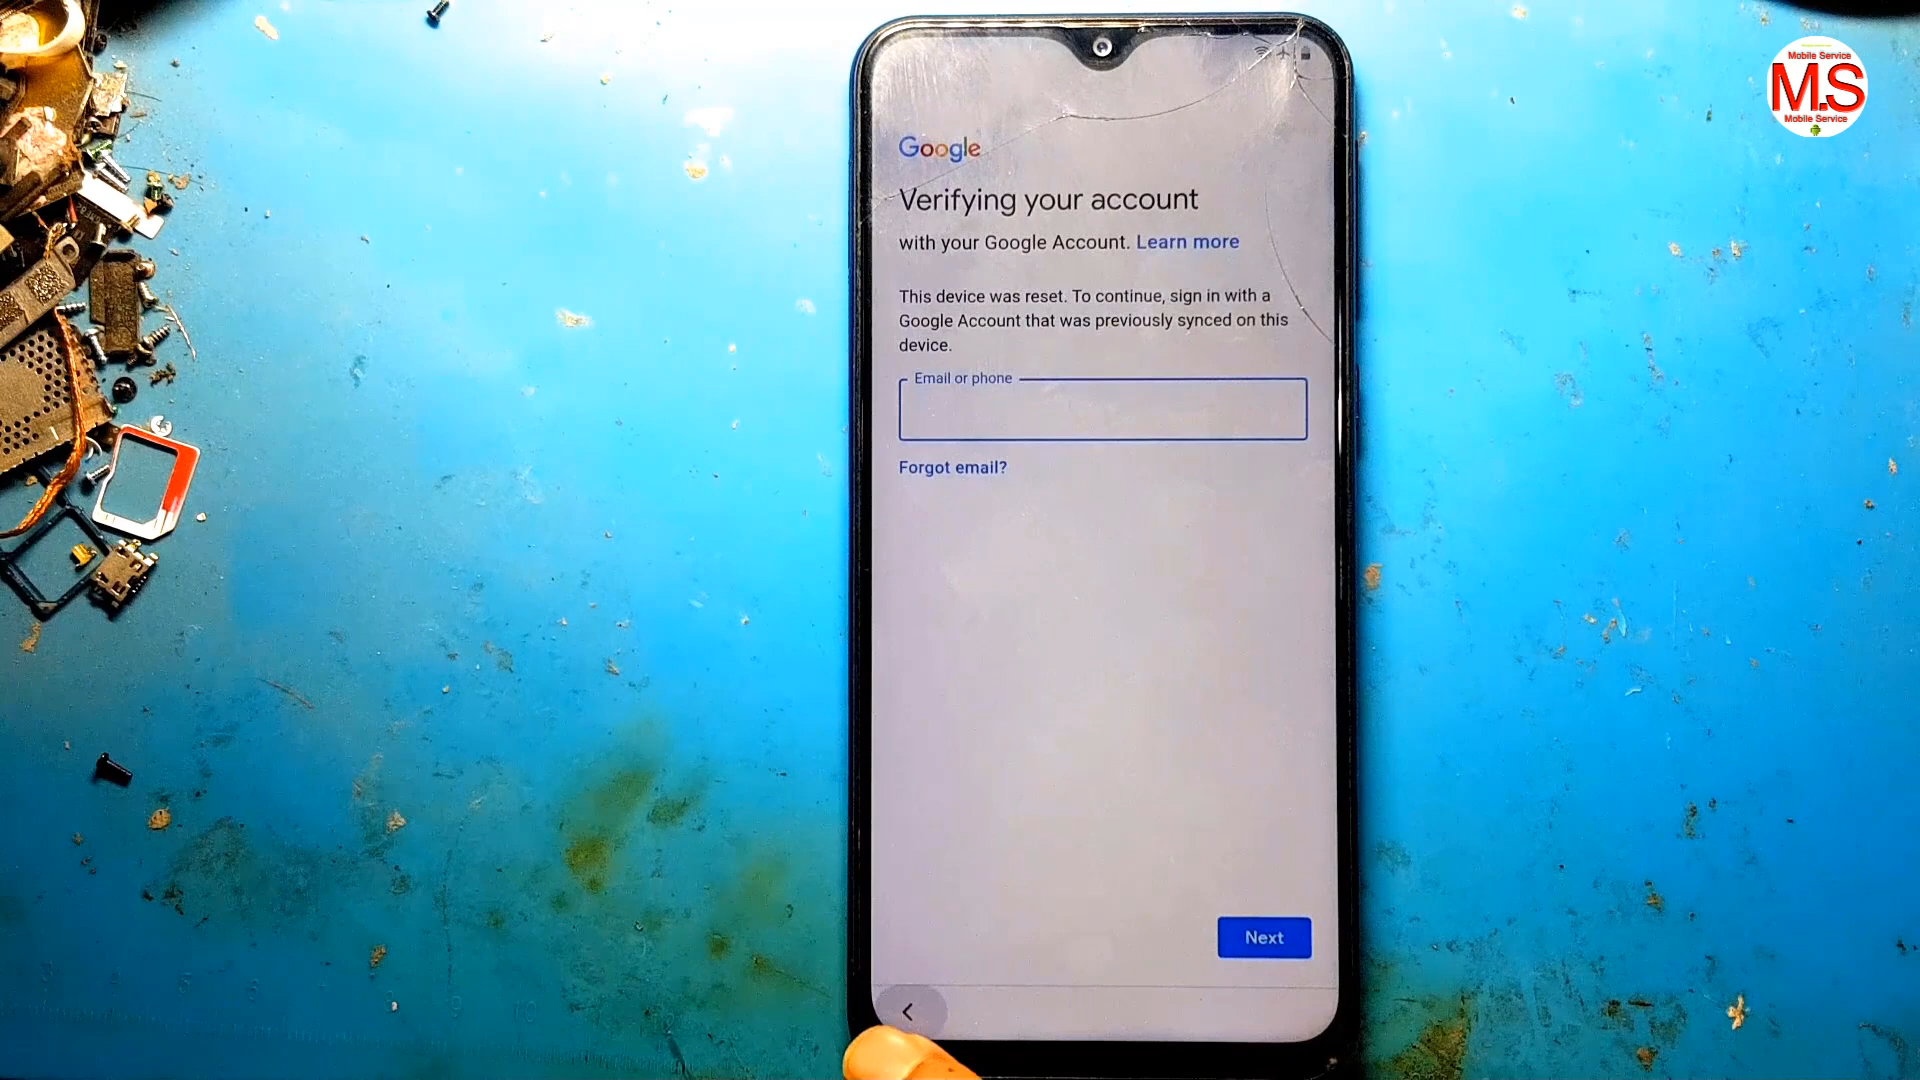 Mobile Service
M.S
Mobile Service
Google
Verifying your account
with your Google Account. Learn more
This device was reset. To continue, sign in with a
Google Account that was previously synced on this
device.
Email or phone
Forgot email?
Next